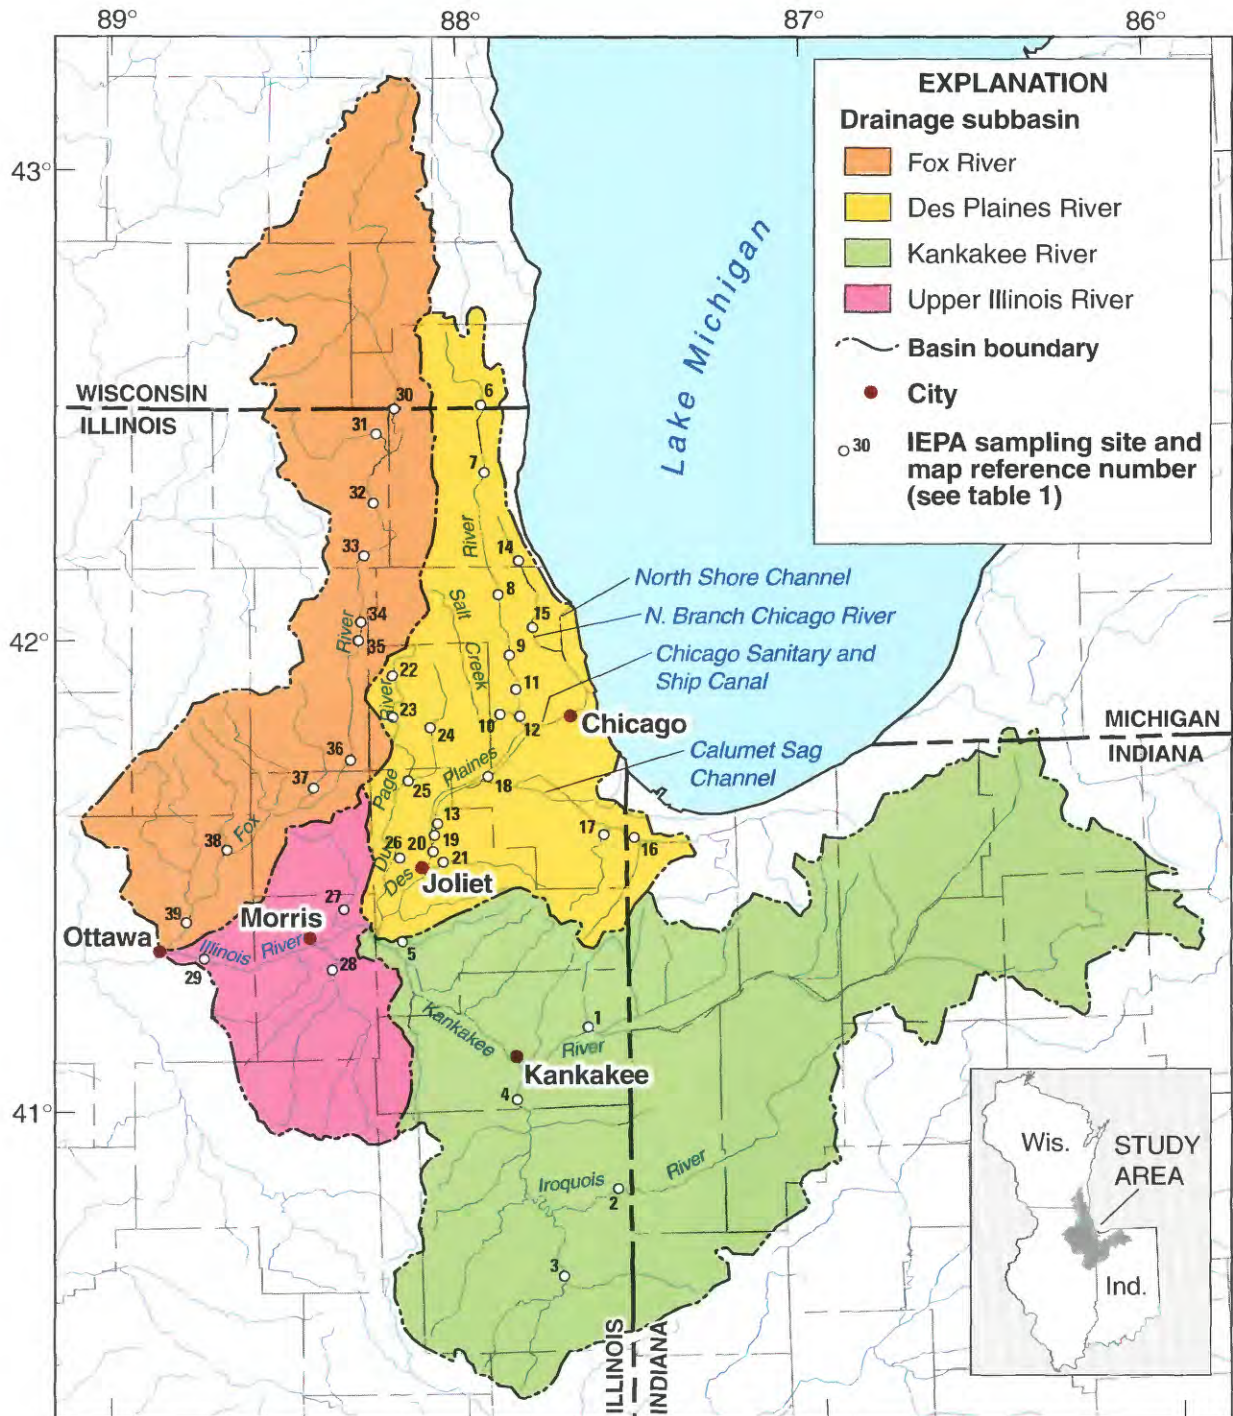 89°
88°
87°
86°
43°
42°
41°
EXPLANATION
Drainage subbasin
Fox River
Des Plaines River
Kankakee River
Upper Illinois River
Basin boundary
City
30
IEPA sampling site and
map reference number
(see table 1)
Lake Michigan
WISCONSIN
ILLINOIS
30
31
32
33
34
35
River
36
37
38
Fox
39
6
7
River
14
8
15
9
Salt
Creek
11
10
12
North Shore Channel
N. Branch Chicago River
Chicago Sanitary and
Ship Canal
Chicago
Calumet Sag
Channel
MICHIGAN
INDIANA
22
River
23
24
Page
25
Du
Plaines
18
13
19
20
26
21
Des
Joliet
17
16
27
Morris
Ottawa
Illinois River
29
28
5
Kankakee
1
River
Kankakee
4
Iroquois
River
2
3
ILLINOIS
INDIANA
Wis.
STUDY
AREA
Ind.